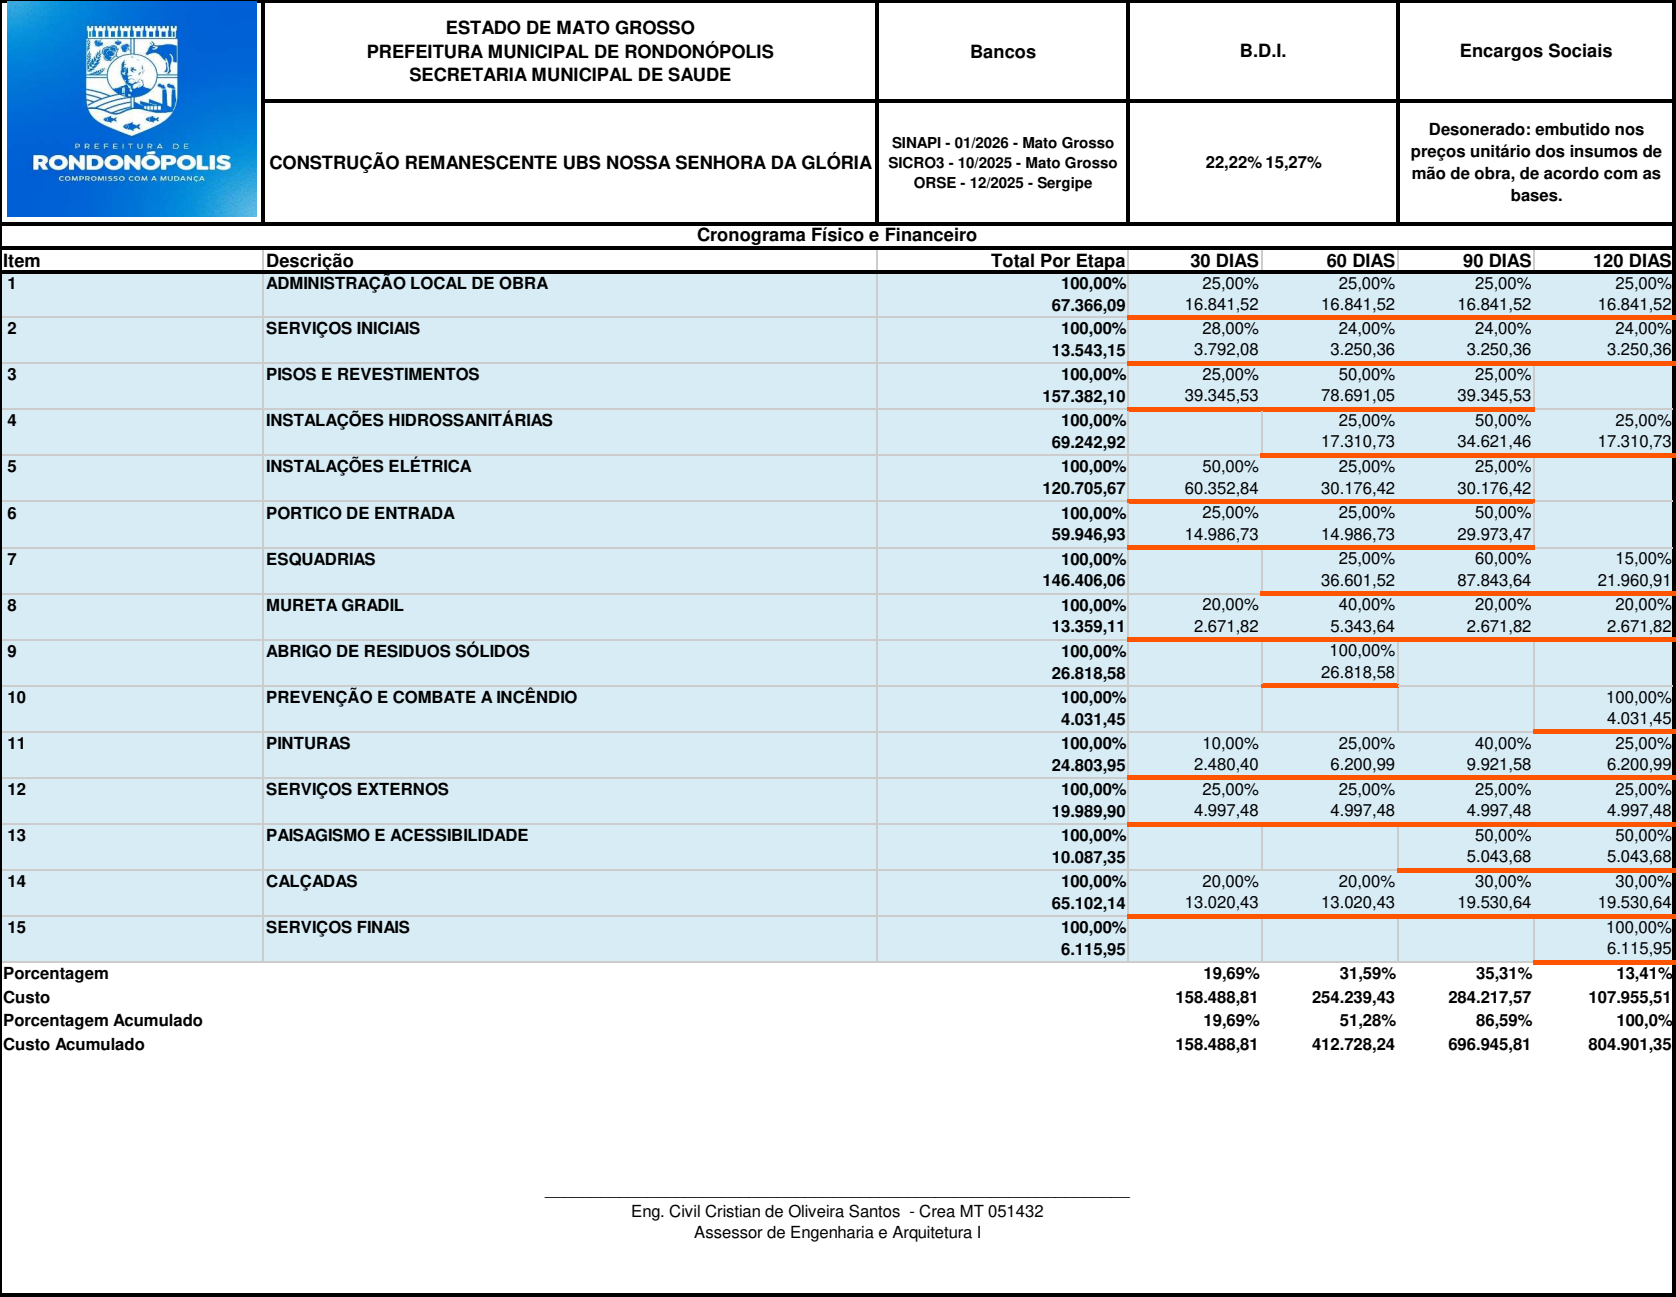 PREFEITURA DE
RONDONÓPOLIS
COMPROMISSO COM A MUDANÇA
ESTADO DE MATO GROSSO
PREFEITURA MUNICIPAL DE RONDONÓPOLIS
SECRETARIA MUNICIPAL DE SAUDE
Bancos
B.D.I.
Encargos Sociais
CONSTRUÇÃO REMANESCENTE UBS NOSSA SENHORA DA GLÓRIA
SINAPI - 01/2026 - Mato Grosso
SICRO3 - 10/2025 - Mato Grosso
ORSE - 12/2025 - Sergipe
22,22% 15,27%
Desonerado: embutido nos
preços unitário dos insumos de
mão de obra, de acordo com as
bases.
Cronograma Físico e Financeiro
Item Descrição Total Por Etapa 30 DIAS 60 DIAS 90 DIAS 120 DIAS
1 ADMINISTRAÇÃO LOCAL DE OBRA 100,00% 25,00% 25,00% 25,00% 25,00%
67.366,09 16.841,52 16.841,52 16.841,52 16.841,52
2 SERVIÇOS INICIAIS 100,00% 28,00% 24,00% 24,00% 24,00%
13.543,15 3.792,08 3.250,36 3.250,36 3.250,36
3 PISOS E REVESTIMENTOS 100,00% 25,00% 50,00% 25,00%
157.382,10 39.345,53 78.691,05 39.345,53
4 INSTALAÇÕES HIDROSSANITÁRIAS 100,00% 25,00% 50,00% 25,00%
69.242,92 17.310,73 34.621,46 17.310,73
5 INSTALAÇÕES ELÉTRICA 100,00% 50,00% 25,00% 25,00%
120.705,67 60.352,84 30.176,42 30.176,42
6 PORTICO DE ENTRADA 100,00% 25,00% 25,00% 50,00%
59.946,93 14.986,73 14.986,73 29.973,47
7 ESQUADRIAS 100,00% 25,00% 60,00% 15,00%
146.406,06 36.601,52 87.843,64 21.960,91
8 MURETA GRADIL 100,00% 20,00% 40,00% 20,00% 20,00%
13.359,11 2.671,82 5.343,64 2.671,82 2.671,82
9 ABRIGO DE RESIDUOS SÓLIDOS 100,00% 100,00%
26.818,58 26.818,58
10 PREVENÇÃO E COMBATE A INCÊNDIO 100,00% 100,00%
4.031,45 4.031,45
11 PINTURAS 100,00% 10,00% 25,00% 40,00% 25,00%
24.803,95 2.480,40 6.200,99 9.921,58 6.200,99
12 SERVIÇOS EXTERNOS 100,00% 25,00% 25,00% 25,00% 25,00%
19.989,90 4.997,48 4.997,48 4.997,48 4.997,48
13 PAISAGISMO E ACESSIBILIDADE 100,00% 50,00% 50,00%
10.087,35 5.043,68 5.043,68
14 CALÇADAS 100,00% 20,00% 20,00% 30,00% 30,00%
65.102,14 13.020,43 13.020,43 19.530,64 19.530,64
15 SERVIÇOS FINAIS 100,00% 100,00%
6.115,95 6.115,95
Porcentagem 19,69% 31,59% 35,31% 13,41%
Custo 158.488,81 254.239,43 284.217,57 107.955,51
Porcentagem Acumulado 19,69% 51,28% 86,59% 100,0%
Custo Acumulado 158.488,81 412.728,24 696.945,81 804.901,35
Eng. Civil Cristian de Oliveira Santos - Crea MT 051432
Assessor de Engenharia e Arquitetura I